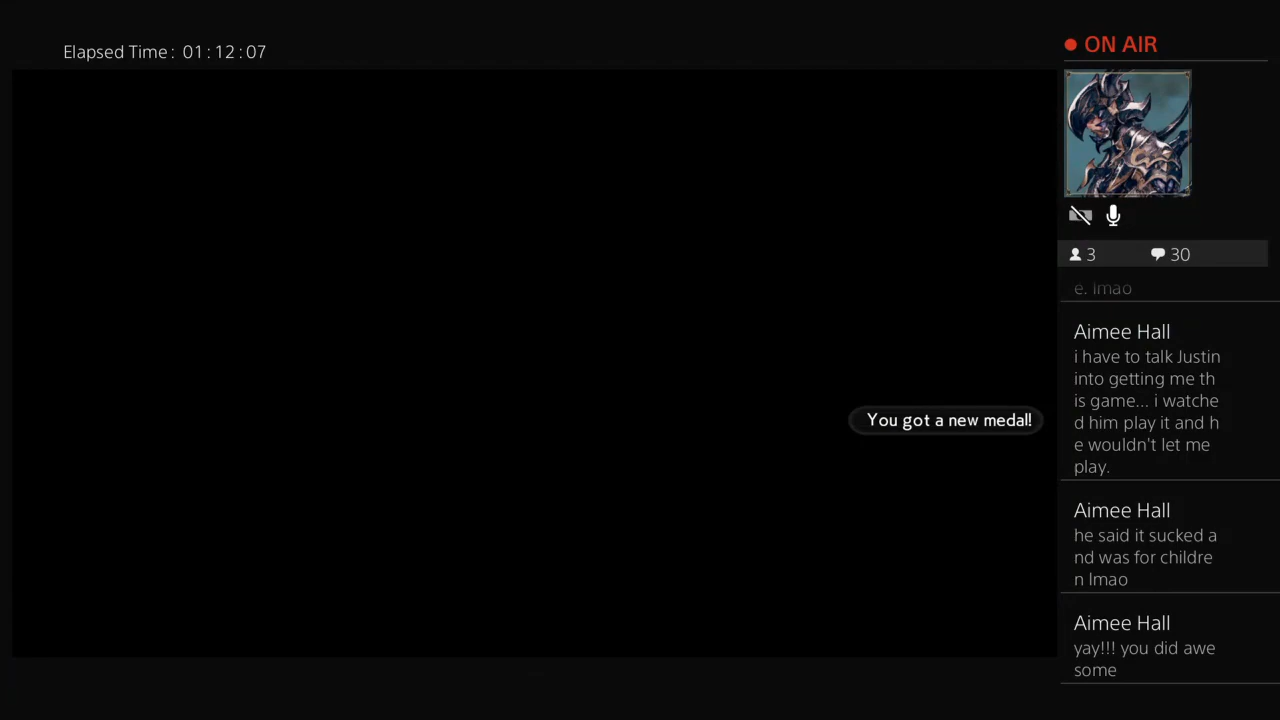 Elapsed Time: 01:12:07
ON AIR
3 30
e. lmao
Aimee Hall
i have to talk Justin
into getting me th
is game... i watche
d him play it and h
e wouldn't let me
play.
You got a new medal!
Aimee Hall
he said it sucked a
nd was for childre
n lmao
Aimee Hall
yay!!! you did awe
some